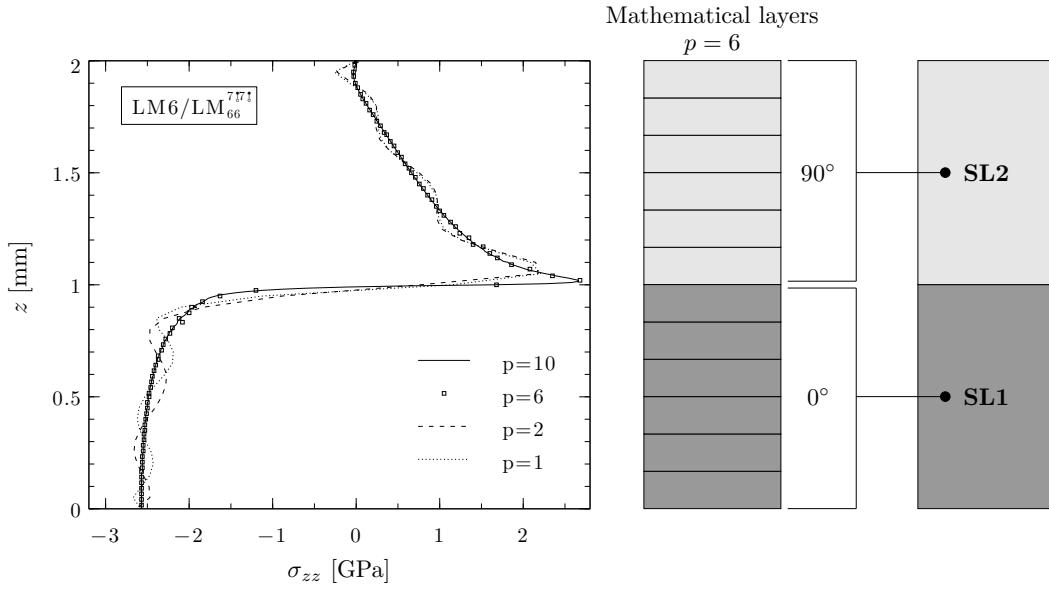 Mathematical layers
p = 6
2
1.5
1
0.5
0
z [mm]
LM6/LM
p=10
p=6
p=2
p=1
−3
−2
−1
0
1
2
σzz [GPa]
90°
0°
SL2
SL1